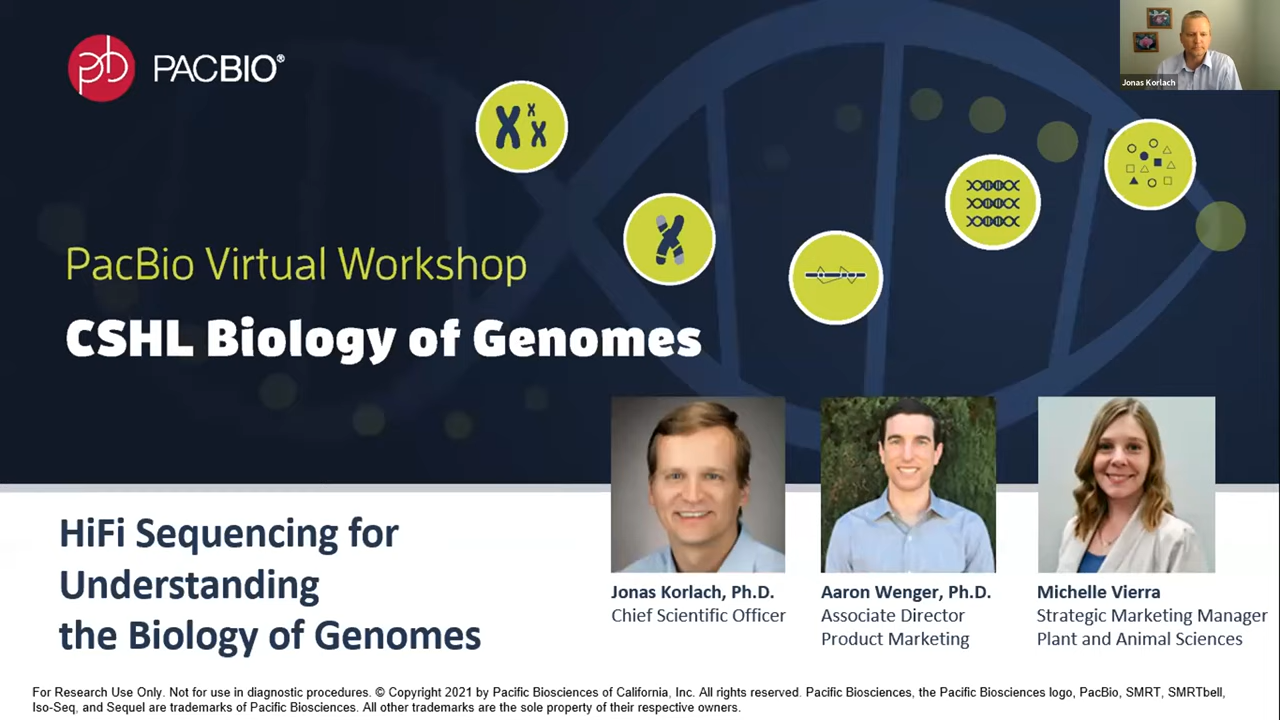 PACBIO®
Jonas Korlach
PacBio Virtual Workshop
CSHL Biology of Genomes
HiFi Sequencing for
Understanding
the Biology of Genomes
Jonas Korlach, Ph.D.
Chief Scientific Officer
Aaron Wenger, Ph.D.
Associate Director
Product Marketing
Michelle Vierra
Strategic Marketing Manager
Plant and Animal Sciences
For Research Use Only. Not for use in diagnostic procedures. © Copyright 2021 by Pacific Biosciences of California, Inc. All rights reserved. Pacific Biosciences, the Pacific Biosciences logo, PacBio, SMRT, SMRTbell,
Iso-Seq, and Sequel are trademarks of Pacific Biosciences. All other trademarks are the sole property of their respective owners.